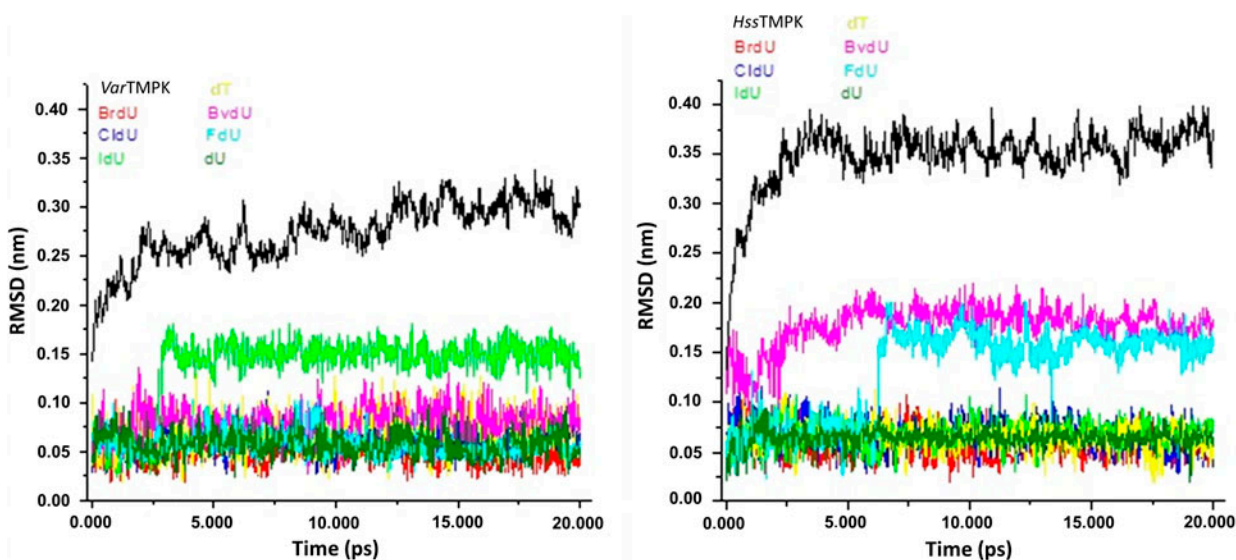 VarTMPK dT
BrdU BvdU
CldU FdU
IdU dU
0.40
0.35
0.30
0.25
0.20
0.15
0.10
0.05
0.00
RMSD (nm)
0.000 5.000 10.000 15.000 20.000
Time (ps)
HssTMPK dT
BrdU BvdU
CldU FdU
IdU dU
0.40
0.35
0.30
0.25
0.20
0.15
0.10
0.05
0.00
RMSD (nm)
0.000 5.000 10.000 15.000 20.000
Time (ps)